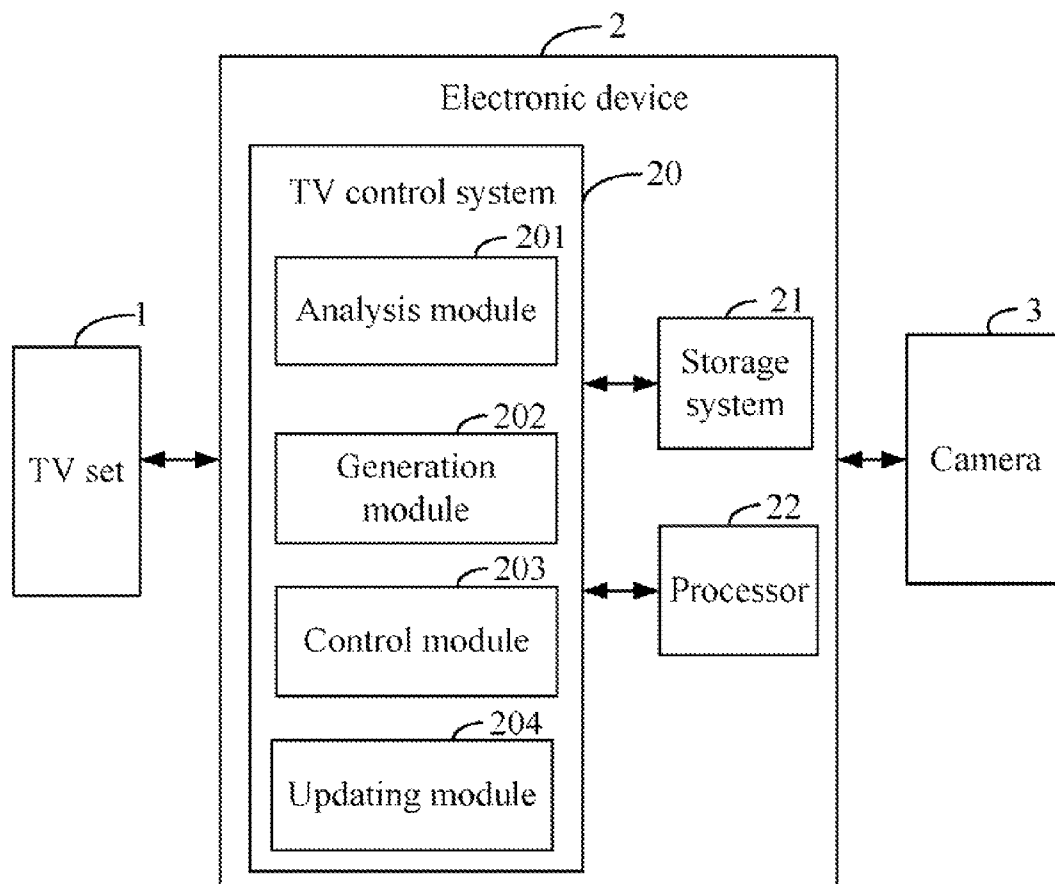 2
Electronic device
20
TV control system
201
Analysis module
202
Generation
module
203
Control module
204
Updating module
1
TV set
21
Storage
system
22
Processor
3
Camera